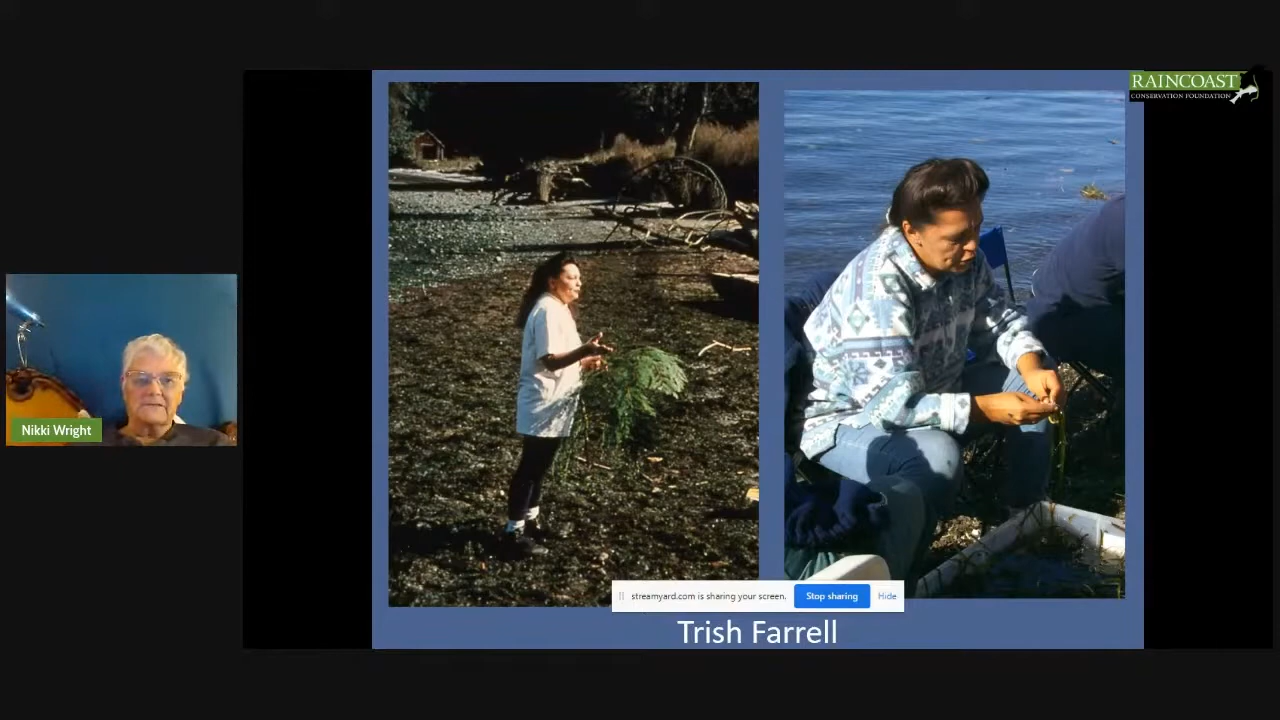 RAINCOAST
CONSERVATION FOUNDATION
Nikki Wright
streamyard.com is sharing your screen.
Stop sharing
Hide
Trish Farrell